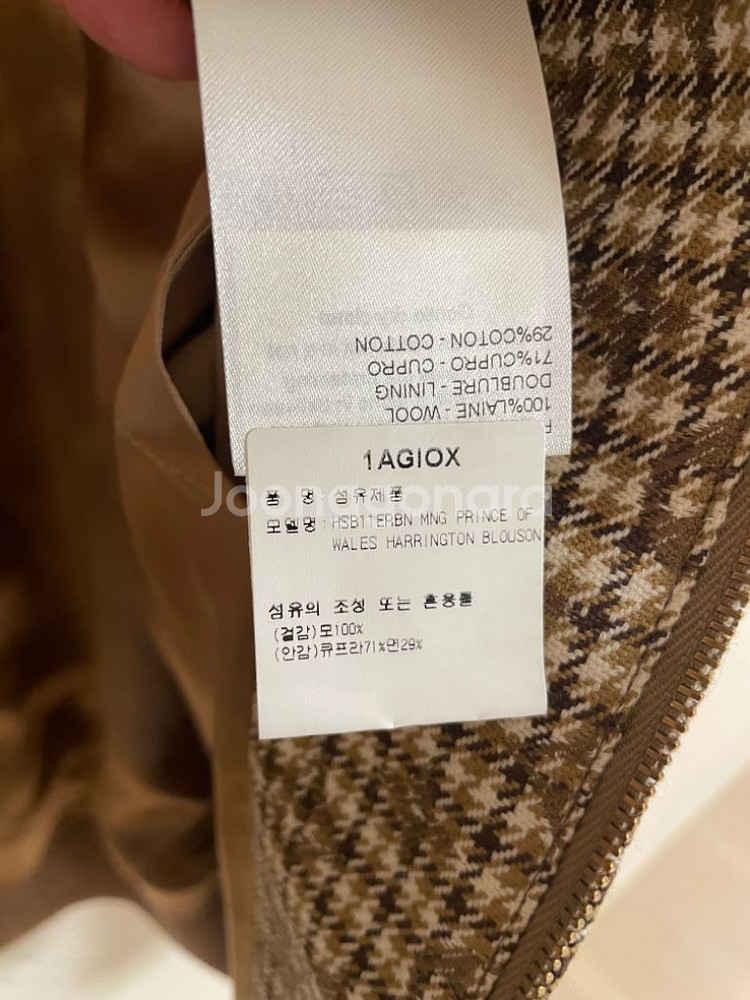 100%LAINE - WOOL
DOUBLURE - LINING
71%CUPRO - CUPRO
29%COTON - COTTON
1AGIOX
품 명 : 섬유제품
모델명 : HSB11ERBN MNG PRINCE OF
WALES HARRINGTON BLOUSON
섬유의 조성 또는 혼용률
(겉감)모100%
(안감)큐프라71%면29%
Joongonara